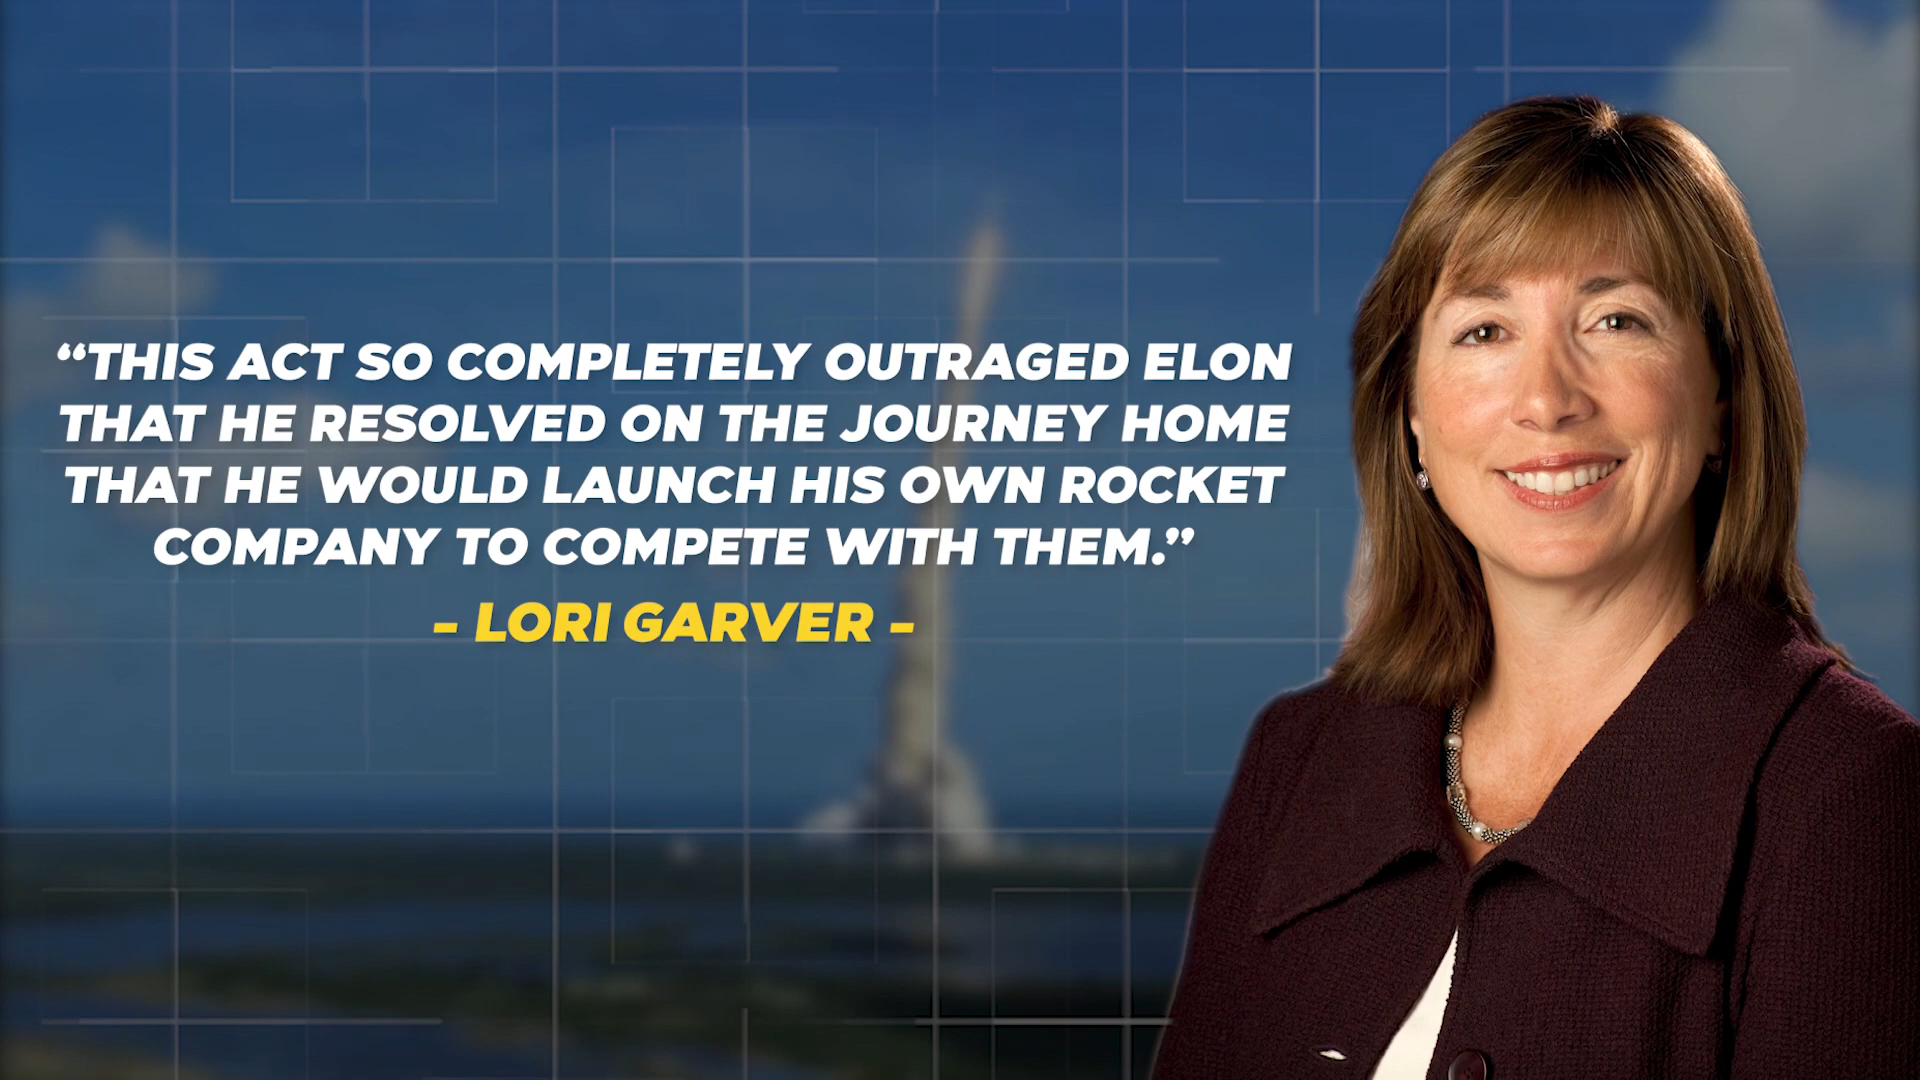 “THIS ACT SO COMPLETELY OUTRAGED ELON
THAT HE RESOLVED ON THE JOURNEY HOME
THAT HE WOULD LAUNCH HIS OWN ROCKET
COMPANY TO COMPETE WITH THEM.”
- LORI GARVER -